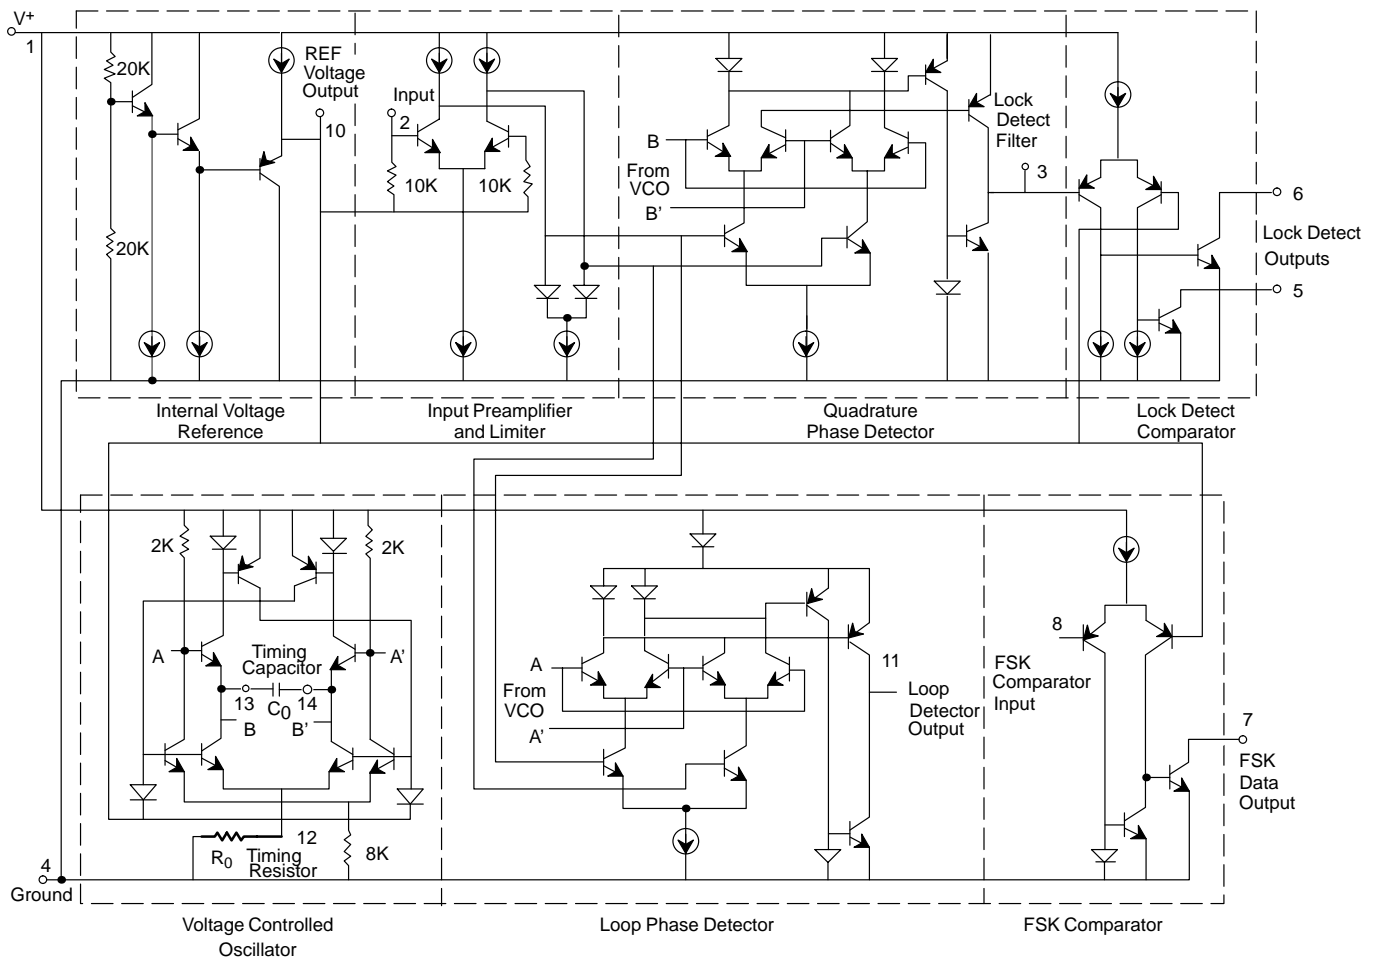 V+
1
20K
20K
REF
Voltage
Output
10
Input
2
10K
10K
B
From
VCO
B'
Lock
Detect
Filter
3
6
Lock Detect
Outputs
5
Internal Voltage
Reference
Input Preamplifier
and Limiter
Quadrature
Phase Detector
Lock Detect
Comparator
2K
2K
A
Timing
Capacitor
A'
13
C0
14
B
B'
12
R0
Timing
Resistor
8K
4
Ground
A
From
VCO
A'
11
Loop
Detector
Output
8
FSK
Comparator
Input
7
FSK
Data
Output
Voltage Controlled
Oscillator
Loop Phase Detector
FSK Comparator